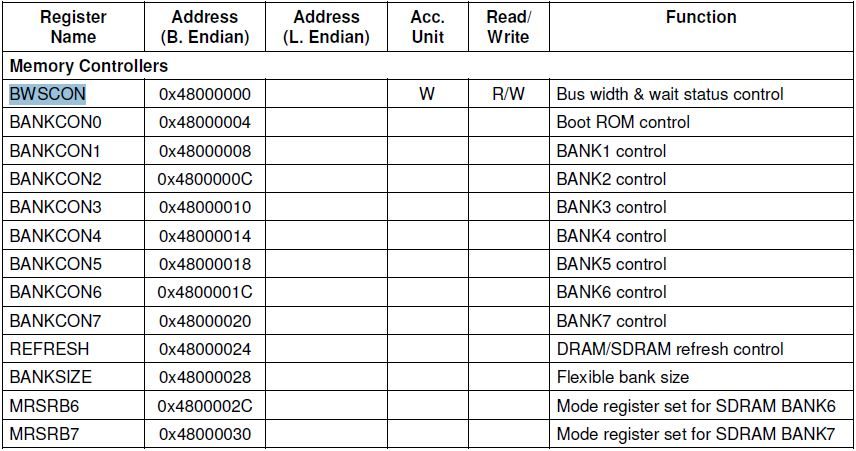 Register Name Address (B. Endian) Address (L. Endian) Acc. Unit Read/ Write Function
Memory Controllers
BWSCON 0x48000000 W R/W Bus width & wait status control
BANKCON0 0x48000004 Boot ROM control
BANKCON1 0x48000008 BANK1 control
BANKCON2 0x4800000C BANK2 control
BANKCON3 0x48000010 BANK3 control
BANKCON4 0x48000014 BANK4 control
BANKCON5 0x48000018 BANK5 control
BANKCON6 0x4800001C BANK6 control
BANKCON7 0x48000020 BANK7 control
REFRESH 0x48000024 DRAM/SDRAM refresh control
BANKSIZE 0x48000028 Flexible bank size
MRSRB6 0x4800002C Mode register set for SDRAM BANK6
MRSRB7 0x48000030 Mode register set for SDRAM BANK7